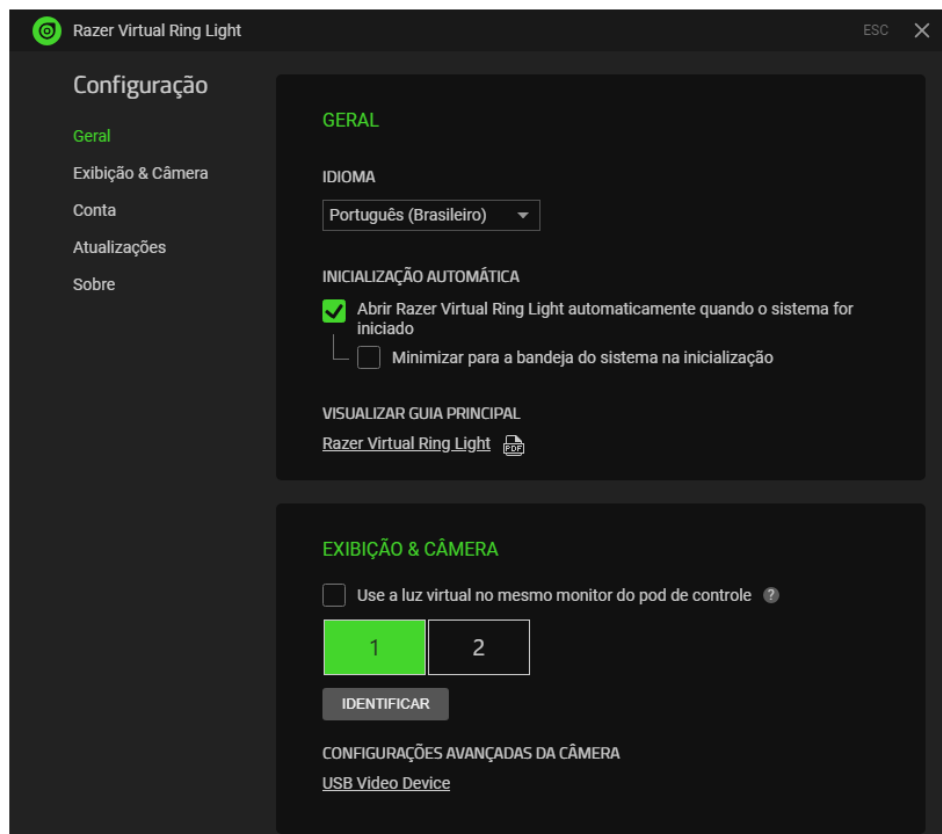 Razer Virtual Ring Light
ESC
Configuração
Geral
Exibição & Câmera
Conta
Atualizações
Sobre
GERAL
IDIOMA
Português (Brasileiro)
INICIALIZAÇÃO AUTOMÁTICA
Abrir Razer Virtual Ring Light automaticamente quando o sistema for
iniciado
Minimizar para a bandeja do sistema na inicialização
VISUALIZAR GUIA PRINCIPAL
Razer Virtual Ring Light PDF
EXIBIÇÃO & CÂMERA
Use a luz virtual no mesmo monitor do pod de controle ?
1 2
IDENTIFICAR
CONFIGURAÇÕES AVANÇADAS DA CÂMERA
USB Video Device